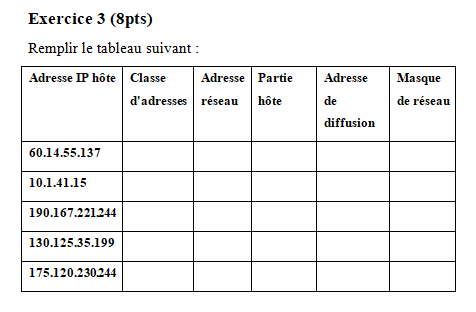 Exercice 3 (8pts)
Remplir le tableau suivant :
Adresse IP hôte Classe d'adresses Adresse réseau Partie hôte Adresse de diffusion Masque de réseau
60.14.55.137
10.1.41.15
190.167.221.244
130.125.35.199
175.120.230.244